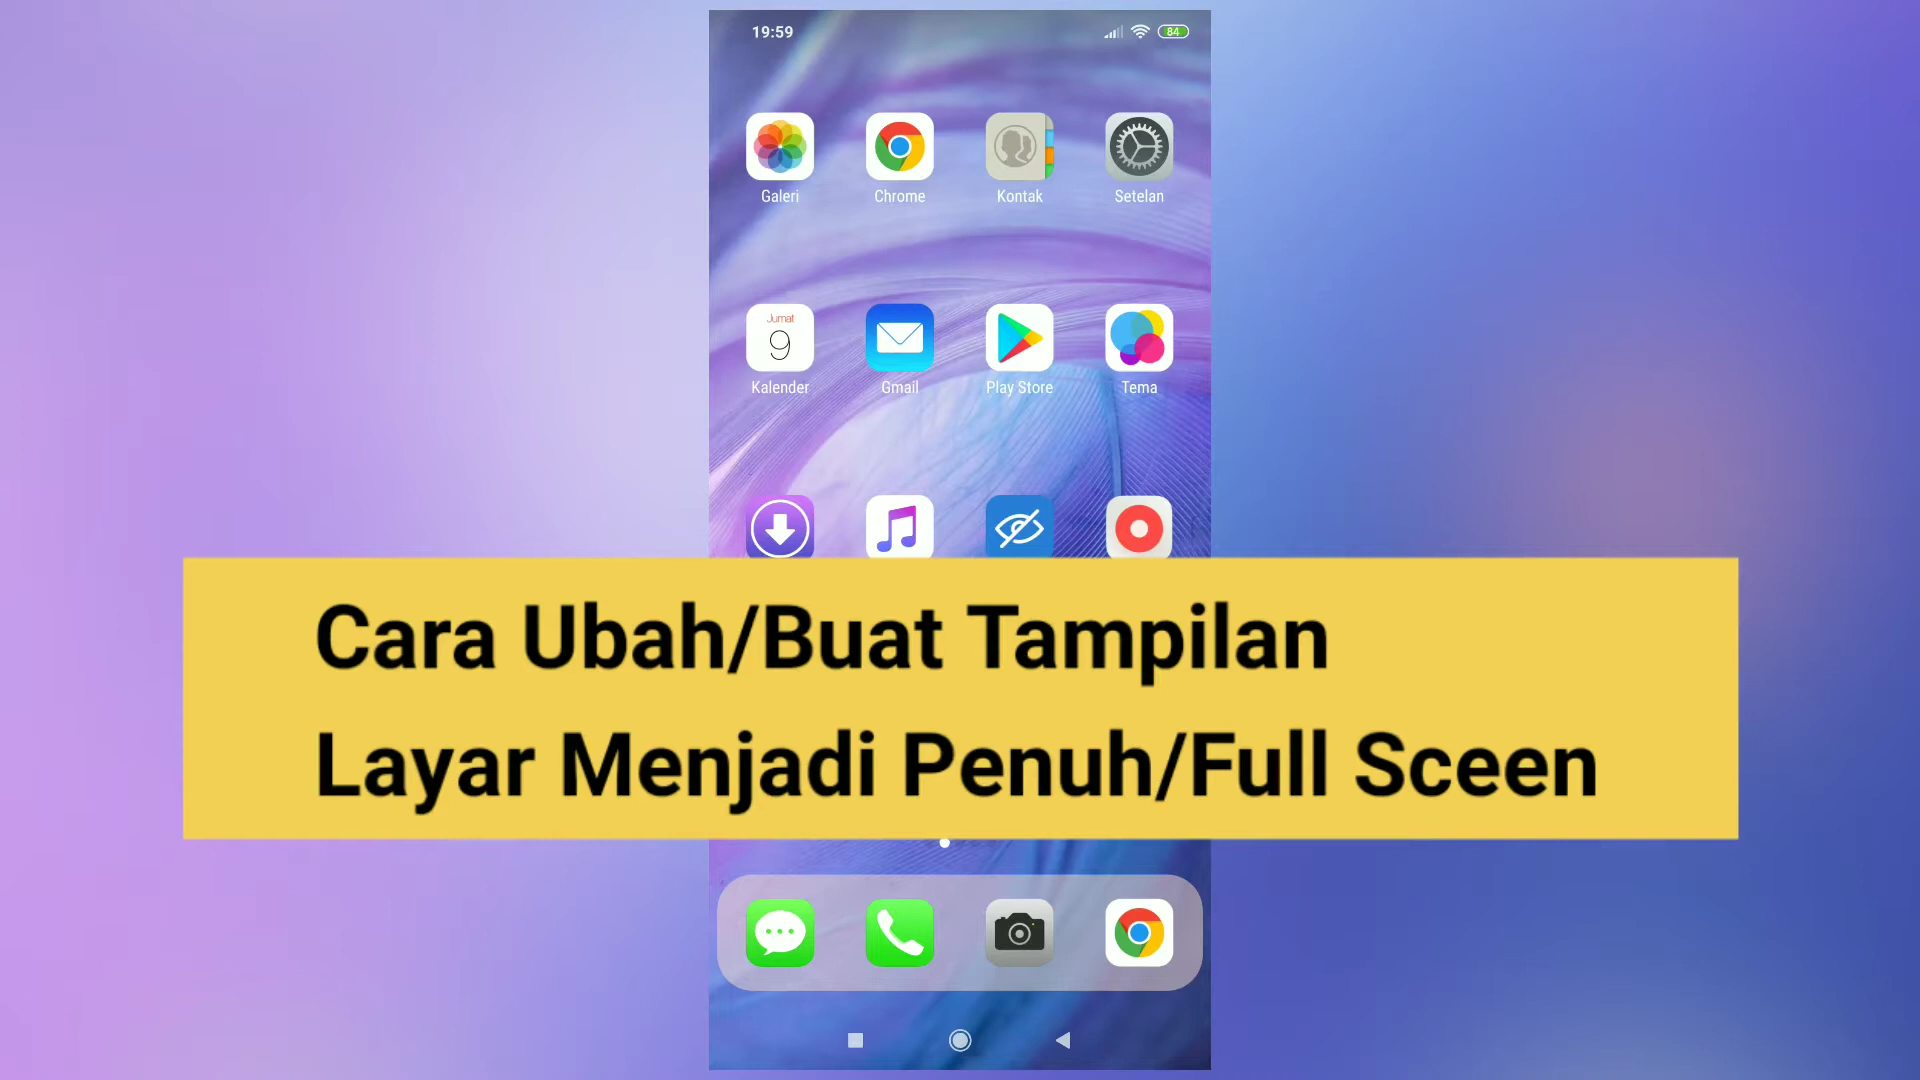 19:59
84
Galeri
Chrome
Kontak
Setelan
Jumat
9
Kalender
Gmail
Play Store
Tema
Cara Ubah/Buat Tampilan
Layar Menjadi Penuh/Full Sceen